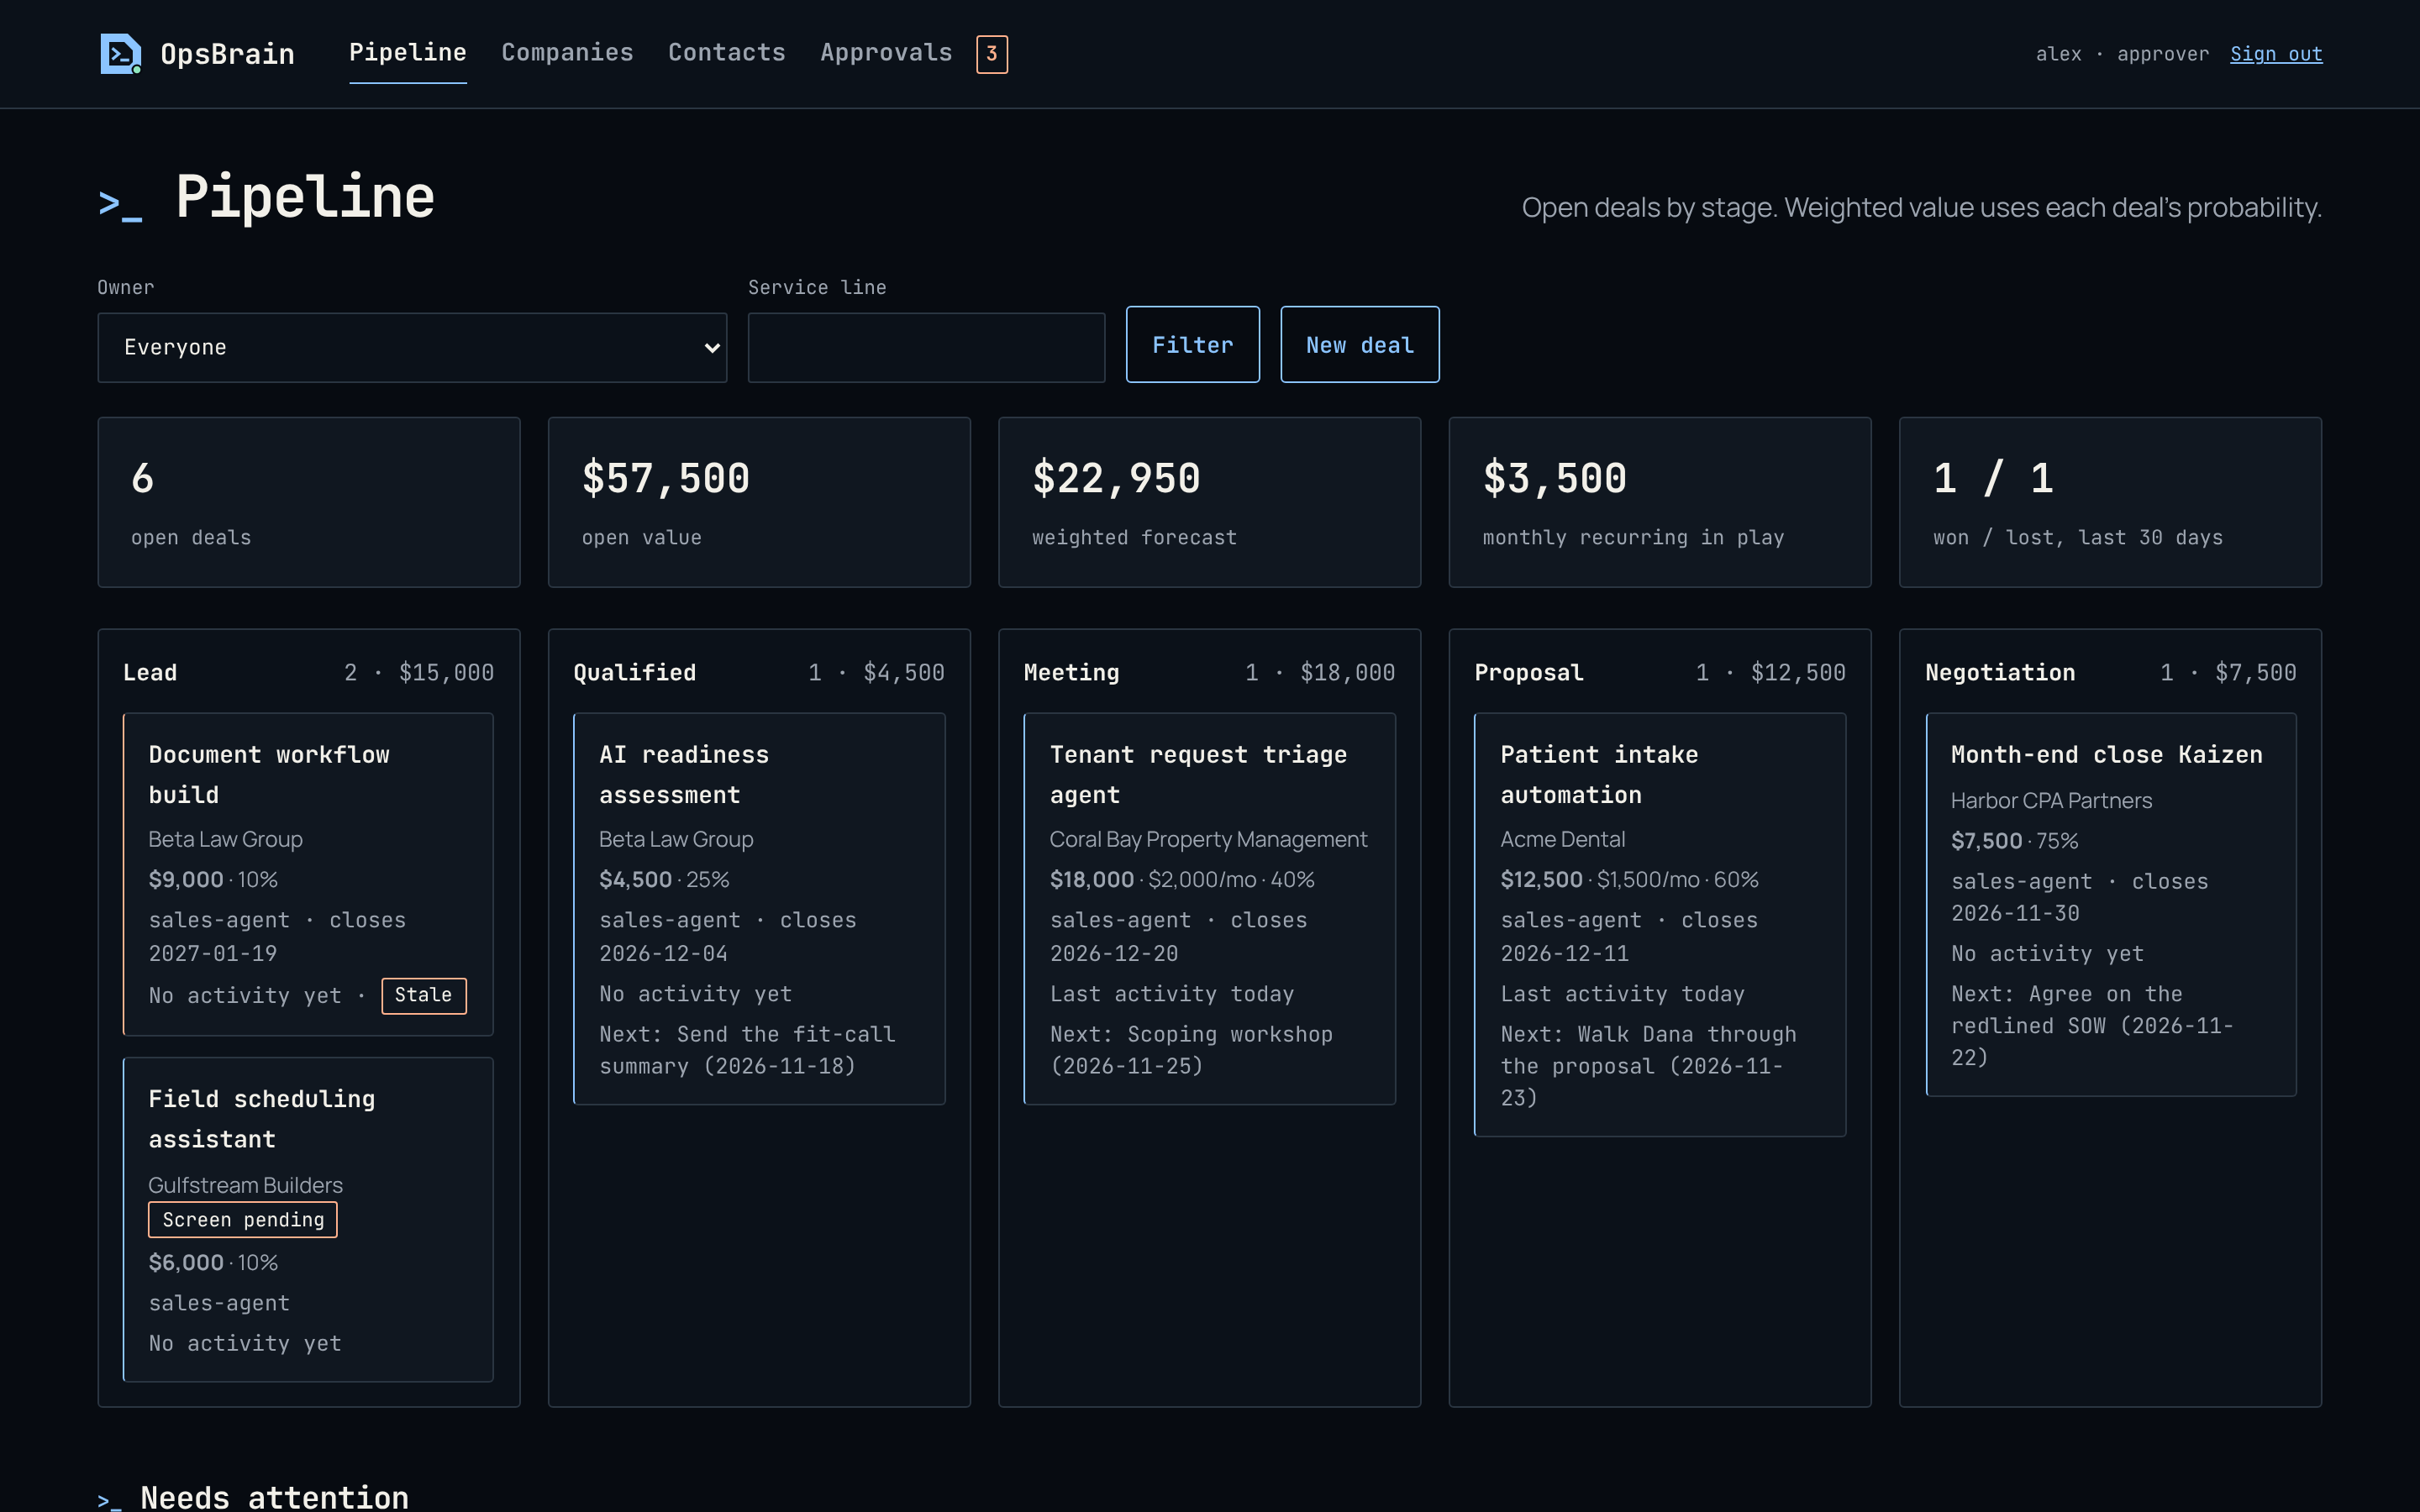 OpsBrain
Pipeline
Companies
Contacts
Approvals 3
alex · approver Sign out
>_ Pipeline
Open deals by stage. Weighted value uses each deal's probability.
Owner
Everyone
Service line
Filter
New deal
6
open deals
$57,500
open value
$22,950
weighted forecast
$3,500
monthly recurring in play
1 / 1
won / lost, last 30 days
Lead 2 · $15,000
Document workflow
build
Beta Law Group
$9,000 · 10%
sales-agent · closes
2027-01-19
No activity yet · Stale
Field scheduling
assistant
Gulfstream Builders
Screen pending
$6,000 · 10%
sales-agent
No activity yet
Qualified 1 · $4,500
AI readiness
assessment
Beta Law Group
$4,500 · 25%
sales-agent · closes
2026-12-04
No activity yet
Next: Send the fit-call
summary (2026-11-18)
Meeting 1 · $18,000
Tenant request triage
agent
Coral Bay Property Management
$18,000 · $2,000/mo · 40%
sales-agent · closes
2026-12-20
Last activity today
Next: Scoping workshop
(2026-11-25)
Proposal 1 · $12,500
Patient intake
automation
Acme Dental
$12,500 · $1,500/mo · 60%
sales-agent · closes
2026-12-11
Last activity today
Next: Walk Dana through
the proposal (2026-11-
23)
Negotiation 1 · $7,500
Month-end close Kaizen
Harbor CPA Partners
$7,500 · 75%
sales-agent · closes
2026-11-30
No activity yet
Next: Agree on the
redlined SOW (2026-11-
22)
>_ Needs attention